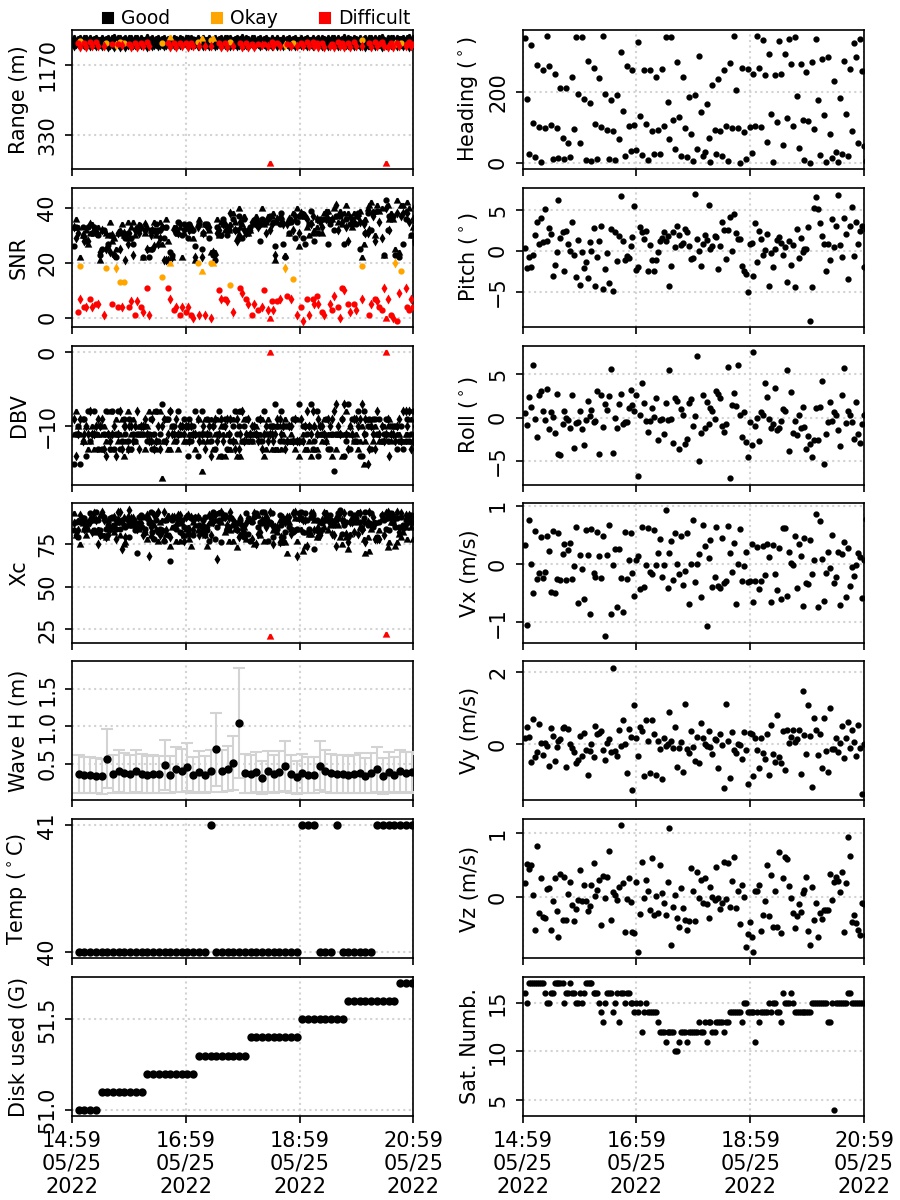 Good Okay Difficult
Range (m)
1170
330
Heading (°)
200
0
SNR
40
20
0
Pitch (°)
5
0
−5
DBV
0
−10
Roll (°)
5
0
−5
Xc
75
50
25
Vx (m/s)
1
0
−1
Wave H (m)
1.5
1.0
0.5
Vy (m/s)
2
0
Temp (°C)
41
40
Vz (m/s)
1
0
Disk used (G)
51.5
51.0
Sat. Numb.
15
10
5
14:59 16:59 18:59 20:59
05/25 05/25 05/25 05/25
2022 2022 2022 2022
14:59 16:59 18:59 20:59
05/25 05/25 05/25 05/25
2022 2022 2022 2022